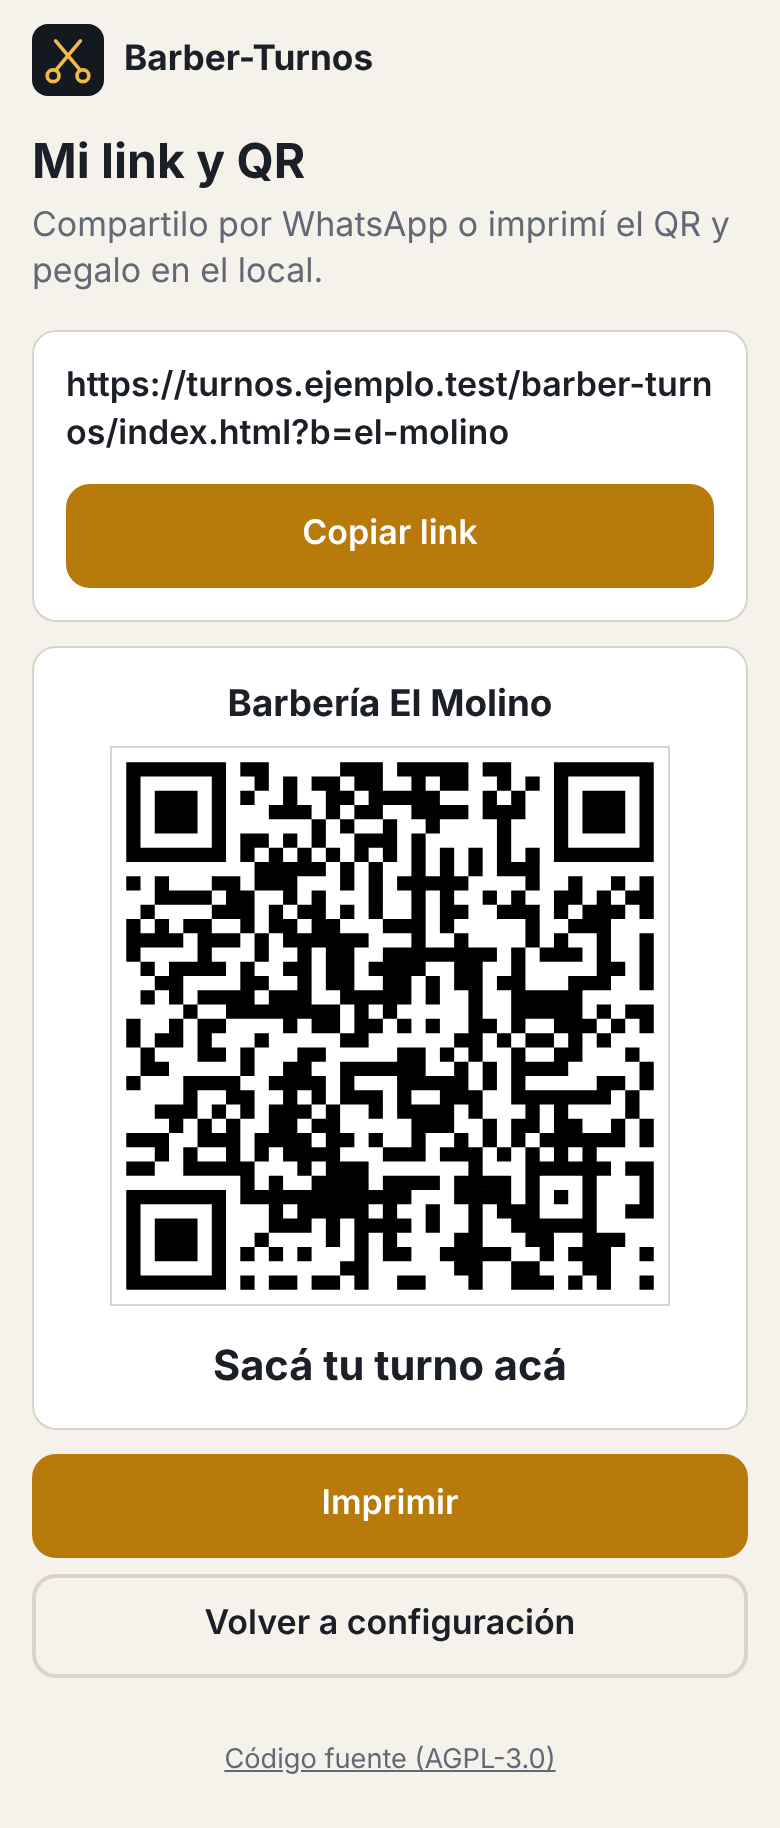 Barber-Turnos
Mi link y QR
Compartilo por WhatsApp o imprimí el QR y
pegalo en el local.
https://turnos.ejemplo.test/barber-turn
os/index.html?b=el-molino
Copiar link
Barbería El Molino
Sacá tu turno acá
Imprimir
Volver a configuración
Código fuente (AGPL-3.0)